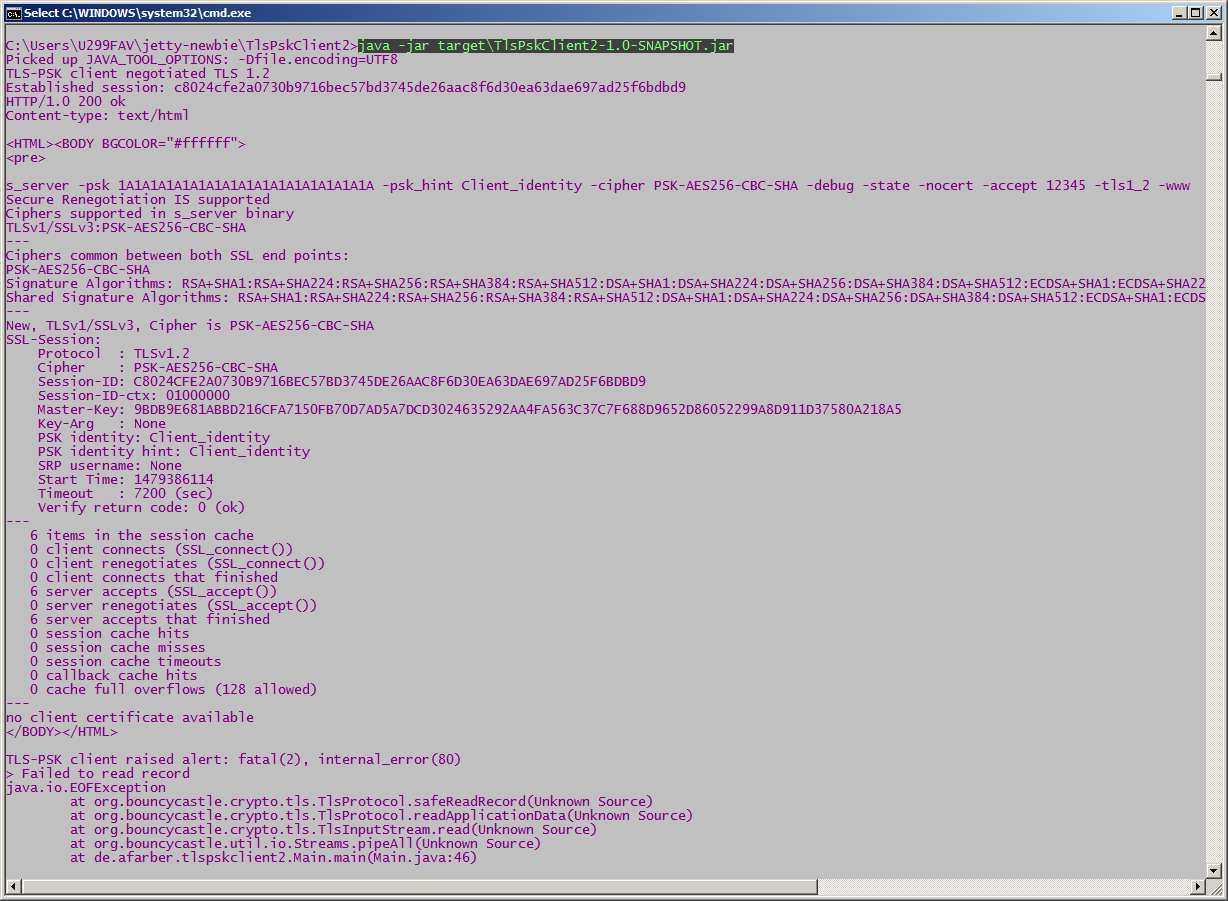 Select C:\WINDOWS\system32\cmd.exe
C:\Users\U299FAV\jetty-newbie\TlsPskClient2>java -jar target\TlsPskClient2-1.0-SNAPSHOT.jar
Picked up JAVA_TOOL_OPTIONS: -Dfile.encoding=UTF8
TLS-PSK client negotiated TLS 1.2
Established session: c8024cfe2a0730b9716bec57bd3745de26aac8f6d30ea63dae697ad25f6bdbd9
HTTP/1.0 200 ok
Content-type: text/html
<HTML><BODY BGCOLOR="#ffffff">
<pre>
s_server -psk 1A1A1A1A1A1A1A1A1A1A1A1A1A1A1A1A -psk_hint Client_identity -cipher PSK-AES256-CBC-SHA -debug -state -nocert -accept 12345 -tls1_2 -www
Secure Renegotiation IS supported
Ciphers supported in s_server binary
TLSv1/SSLv3:PSK-AES256-CBC-SHA
---
Ciphers common between both SSL end points:
PSK-AES256-CBC-SHA
Signature Algorithms: RSA+SHA1:RSA+SHA224:RSA+SHA256:RSA+SHA384:RSA+SHA512:DSA+SHA1:DSA+SHA224:DSA+SHA256:DSA+SHA384:DSA+SHA512:ECDSA+SHA1:ECDSA+SHA22
Shared Signature Algorithms: RSA+SHA1:RSA+SHA224:RSA+SHA256:RSA+SHA384:RSA+SHA512:DSA+SHA1:DSA+SHA224:DSA+SHA256:DSA+SHA384:DSA+SHA512:ECDSA+SHA1:ECDS
---
New, TLSv1/SSLv3, Cipher is PSK-AES256-CBC-SHA
SSL-Session:
    Protocol  : TLSv1.2
    Cipher    : PSK-AES256-CBC-SHA
    Session-ID: C8024CFE2A0730B9716BEC57BD3745DE26AAC8F6D30EA63DAE697AD25F6BDBD9
    Session-ID-ctx: 01000000
    Master-Key: 9BDB9E681ABBD216CFA7150FB70D7AD5A7DCD3024635292AA4FA563C37C7F688D9652D86052299A8D911D37580A218A5
    Key-Arg   : None
    PSK identity: Client_identity
    PSK identity hint: Client_identity
    SRP username: None
    Start Time: 1479386114
    Timeout   : 7200 (sec)
    Verify return code: 0 (ok)
---
   6 items in the session cache
   0 client connects (SSL_connect())
   0 client renegotiates (SSL_connect())
   0 client connects that finished
   6 server accepts (SSL_accept())
   0 server renegotiates (SSL_accept())
   6 server accepts that finished
   0 session cache hits
   0 session cache misses
   0 session cache timeouts
   0 callback cache hits
   0 cache full overflows (128 allowed)
---
no client certificate available
</BODY></HTML>
TLS-PSK client raised alert: fatal(2), internal_error(80)
> Failed to read record
java.io.EOFException
        at org.bouncycastle.crypto.tls.TlsProtocol.safeReadRecord(Unknown Source)
        at org.bouncycastle.crypto.tls.TlsProtocol.readApplicationData(Unknown Source)
        at org.bouncycastle.crypto.tls.TlsInputStream.read(Unknown Source)
        at org.bouncycastle.util.io.Streams.pipeAll(Unknown Source)
        at de.afarber.tlspskclient2.Main.main(Main.java:46)